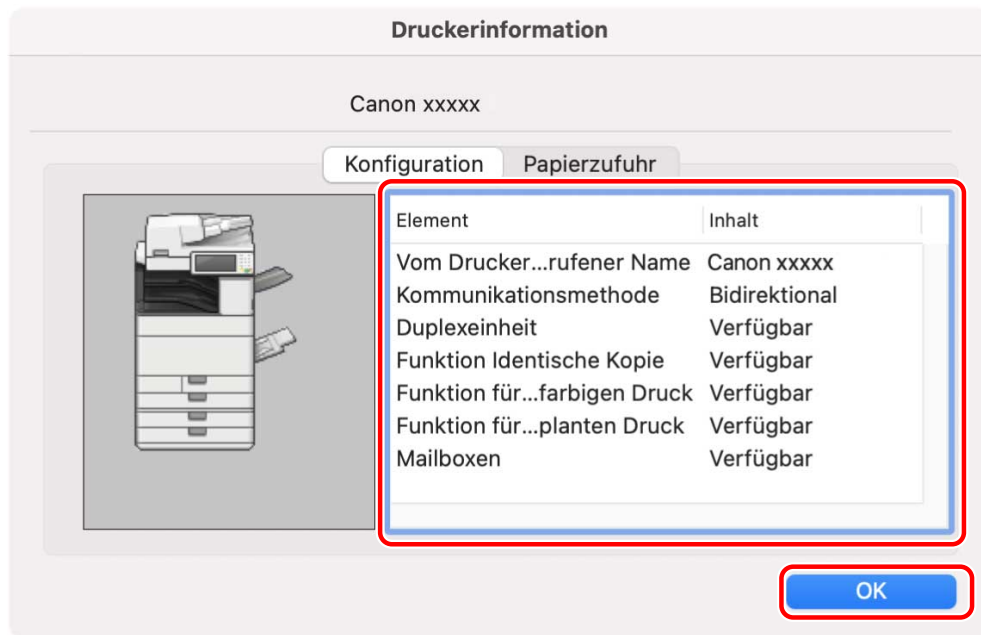 Druckerinformation
Canon xxxxx
Konfiguration Papierzufuhr
Element Inhalt
Vom Drucker...rufener Name Canon xxxxx
Kommunikationsmethode Bidirektional
Duplexeinheit Verfügbar
Funktion Identische Kopie Verfügbar
Funktion für...farbigen Druck Verfügbar
Funktion für...planten Druck Verfügbar
Mailboxen Verfügbar
OK